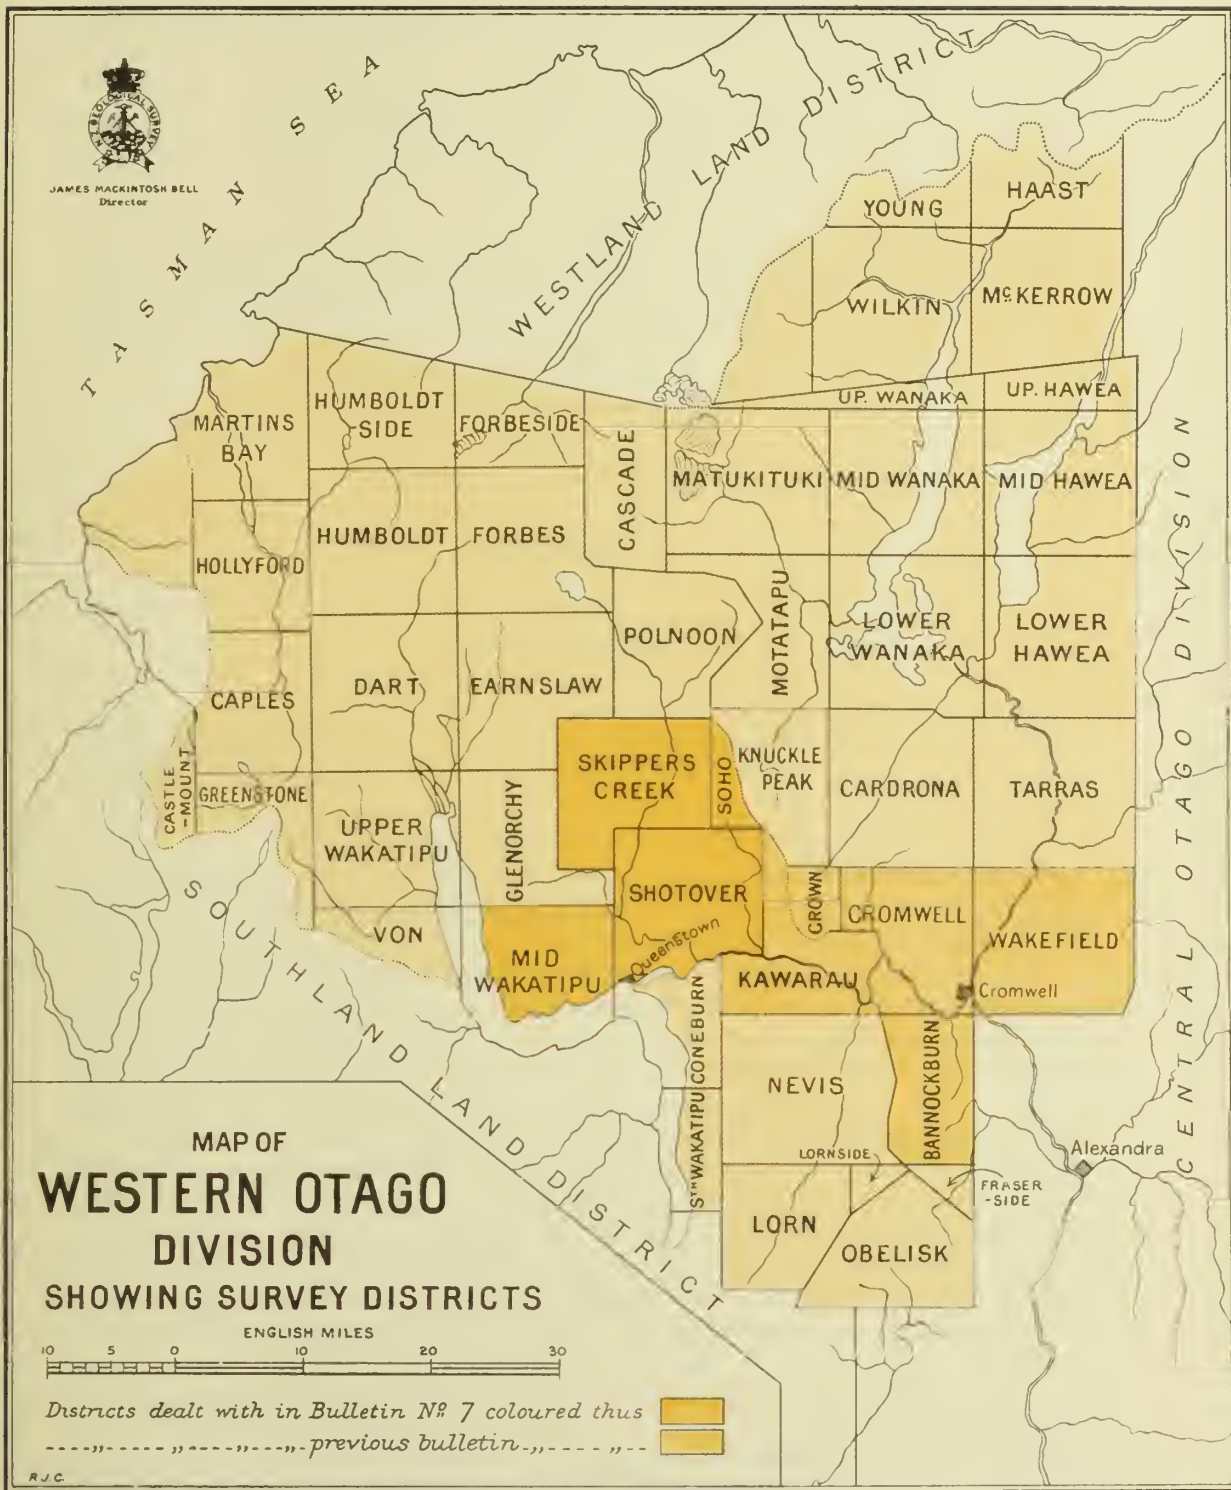 N.Z. GEOLOGICAL SURVEY
JAMES MACKINTOSH BELL
Director
TASMAN SEA
WESTLAND LAND DISTRICT
YOUNG
HAAST
WILKIN
McKERROW
UP. WANAKA
UP. HAWEA
MARTINS
BAY
HUMBOLDT
SIDE
FORBESIDE
CASCADE
MATUKITUKI
MID WANAKA
MID HAWEA
HOLLYFORD
HUMBOLDT
FORBES
POLNOON
MOTATAPU
LOWER
WANAKA
LOWER
HAWEA
CAPLES
DART
EARNSLAW
CASTLE
-MOUNT
GREENSTONE
UPPER
WAKATIPU
GLENORCHY
SKIPPERS
CREEK
SOHO
KNUCKLE
PEAK
CARDRONA
TARRAS
SHOTOVER
CROWN
CROMWELL
WAKEFIELD
VON
MID
WAKATIPU
Queenstown
KAWARAU
Cromwell
CONEBURN
STH WAKATIPU
NEVIS
BANNOCKBURN
LORNSIDE
FRASER
-SIDE
LORN
OBELISK
Alexandra
CENTRAL OTAGO DIVISION
SOUTHLAND LAND DISTRICT
MAP OF
WESTERN OTAGO
DIVISION
SHOWING SURVEY DISTRICTS
ENGLISH MILES
10 5 0 10 20 30
Districts dealt with in Bulletin No. 7 coloured thus
----„----- „----„---„- previous bulletin -„---- „--
R.J.C.